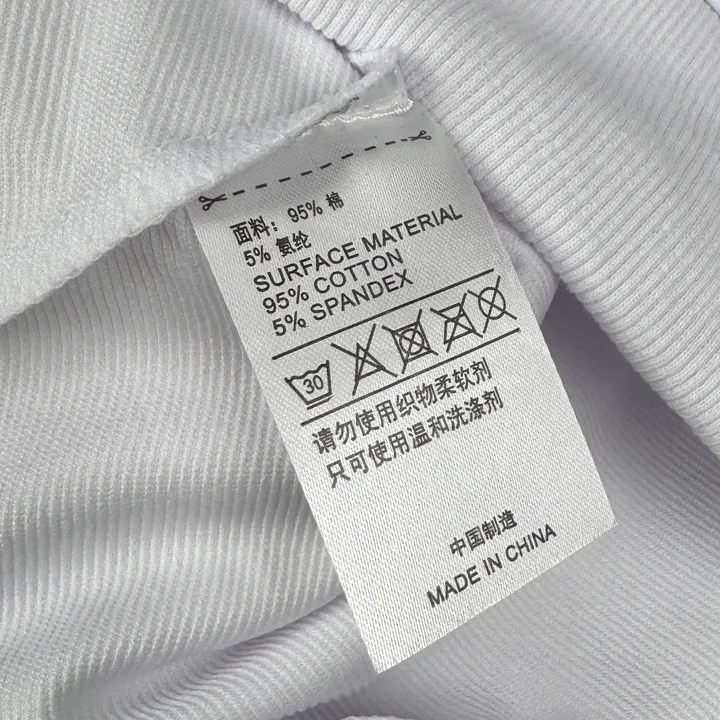 面料：95% 棉
5% 氨纶
SURFACE MATERIAL
95% COTTON
5% SPANDEX
30
请勿使用织物柔软剂
只可使用温和洗涤剂
中国制造
MADE IN CHINA